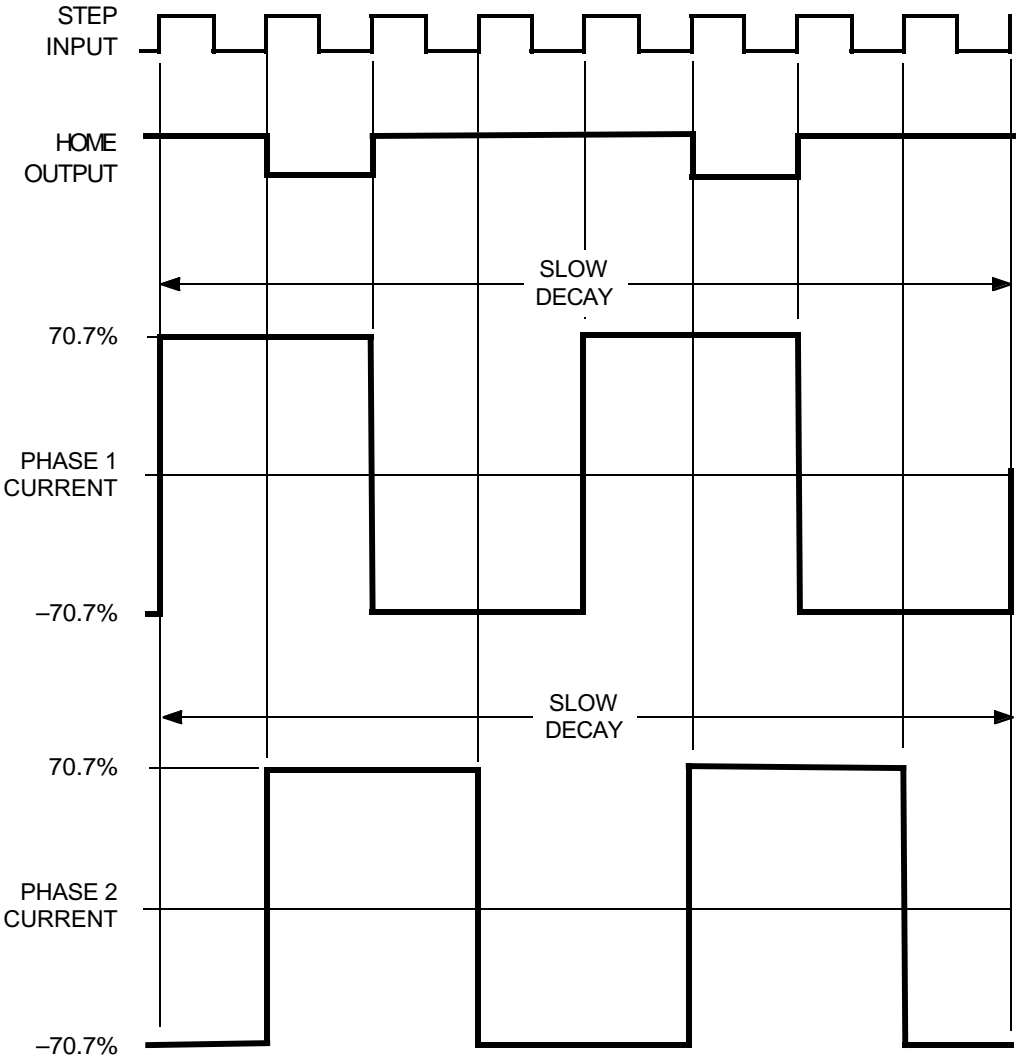 STEP
INPUT
HOME
OUTPUT
SLOW
DECAY
70.7%
PHASE 1
CURRENT
–70.7%
SLOW
DECAY
70.7%
PHASE 2
CURRENT
–70.7%